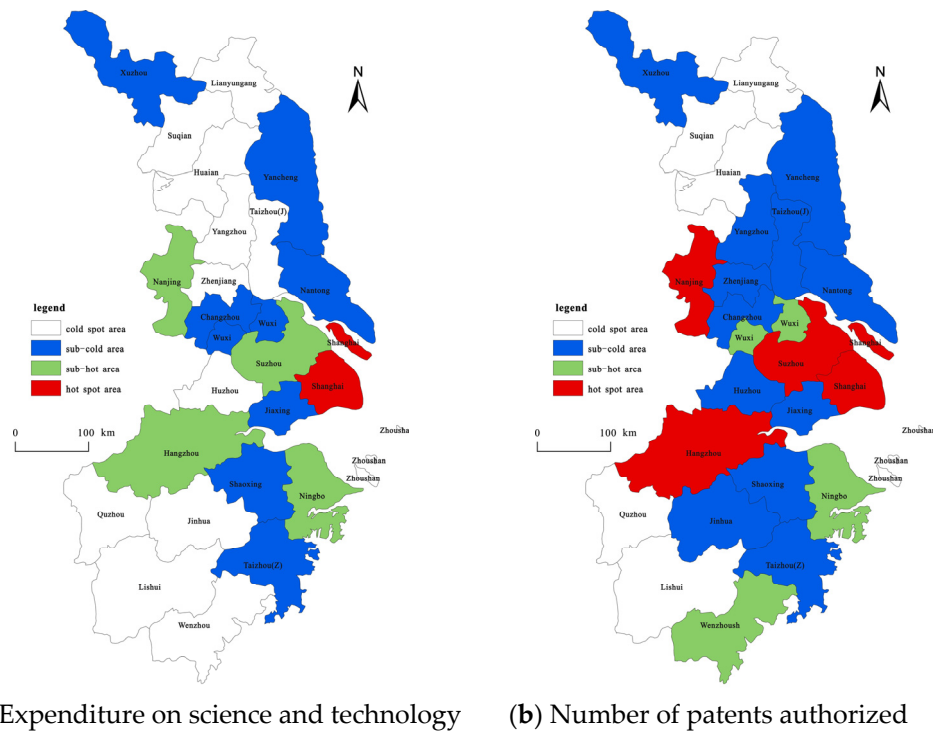 Xuzhou
Lianyungang
N
Suqian
Huaian
Yancheng
Taizhou(J)
Yangzhou
Nanjing
Zhenjiang
Nantong
legend
Changzhou
Wuxi
cold spot area
Wuxi
Shanghai
sub-cold area
Suzhou
sub-hot area
Huzhou
Shanghai
hot spot area
Jiaxing
0 100 km
Zhousha
Hangzhou
Shaoxing
Zhoushan
Zhoushan
Ningbo
Quzhou
Jinhua
Taizhou(Z)
Lishui
Wenzhou
Expenditure on science and technology
Xuzhou
Lianyungang
N
Suqian
Huaian
Yancheng
Taizhou(J)
Yangzhou
Nanjing
Zhenjiang
Nantong
legend
Changzhou
Wuxi
cold spot area
Wuxi
Shanghai
sub-cold area
Suzhou
sub-hot area
Huzhou
Shanghai
hot spot area
Jiaxing
0 100 km
Zhousha
Hangzhou
Shaoxing
Zhoushan
Zhoushan
Ningbo
Quzhou
Jinhua
Taizhou(Z)
Lishui
Wenzhoush
(b) Number of patents authorized